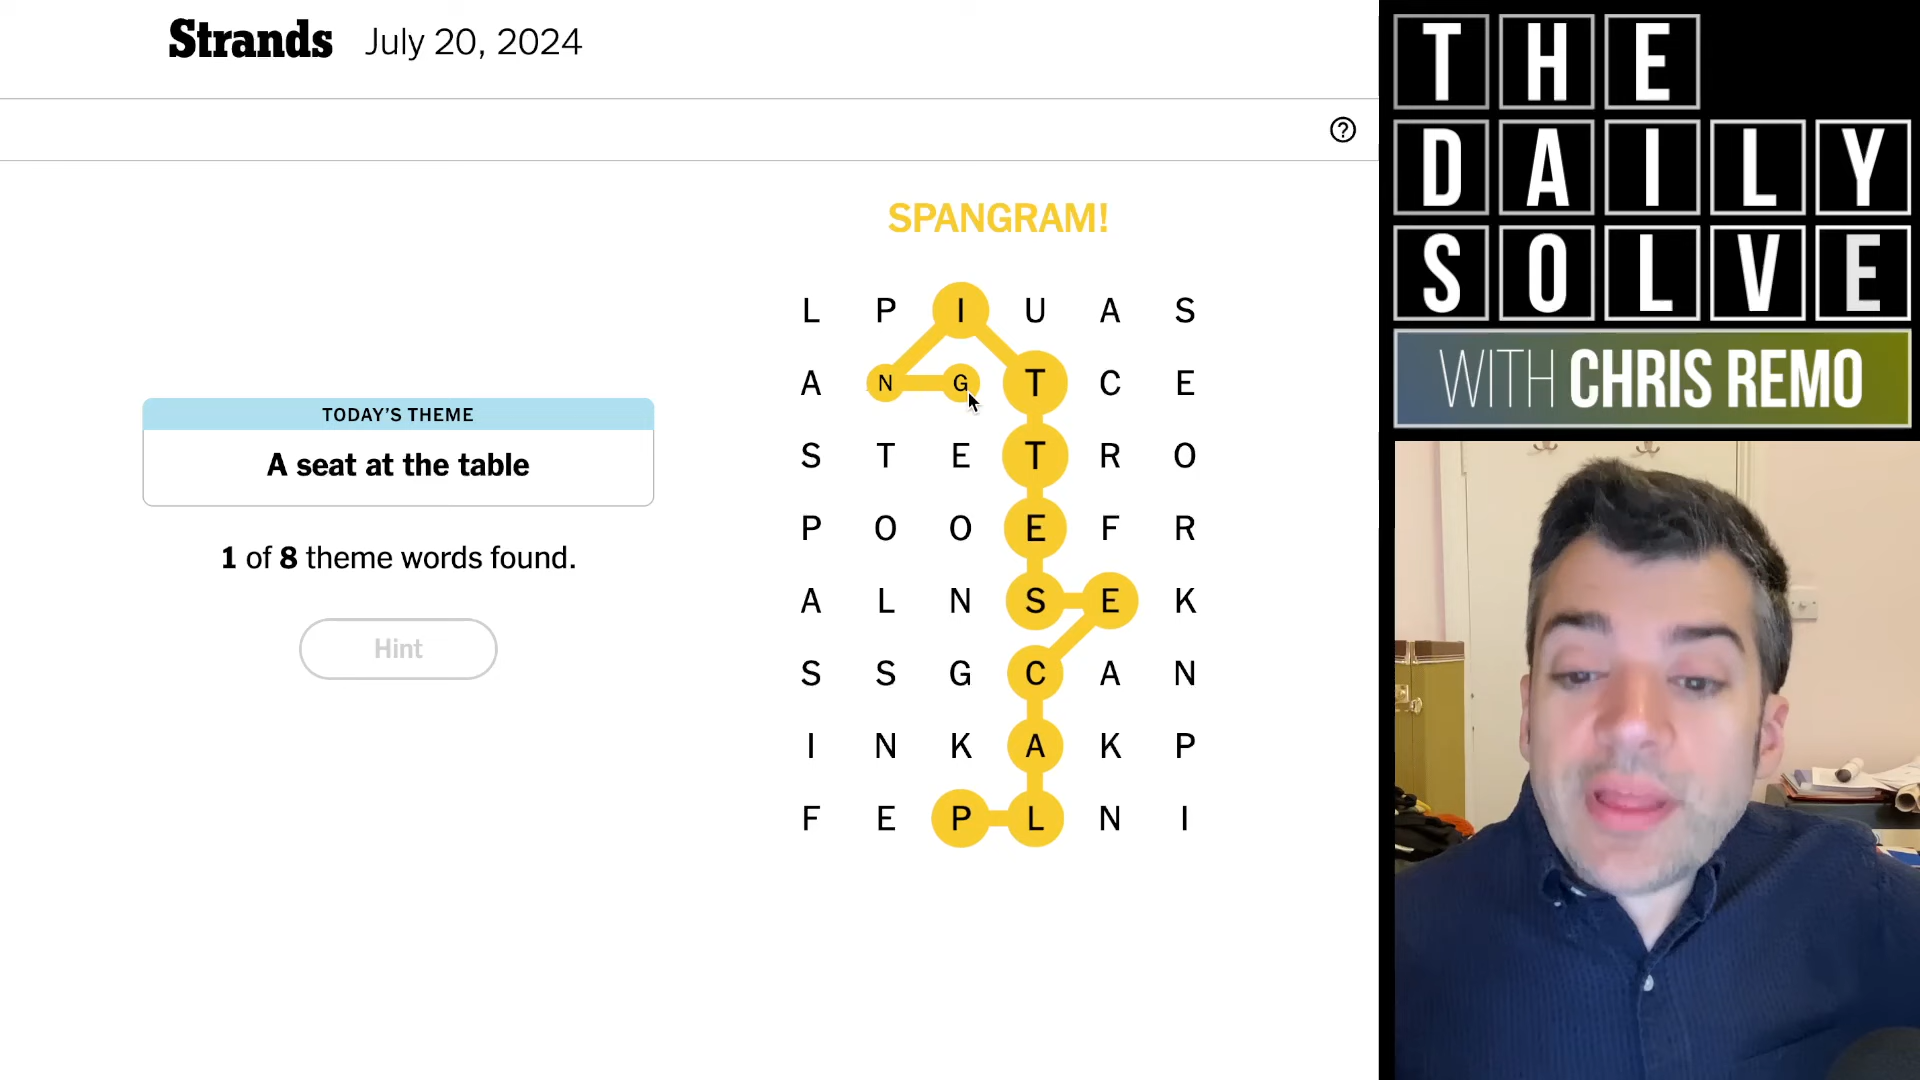 Strands July 20, 2024
SPANGRAM!
L P I U A S
A N G T C E
S T E T R O
P O O E F R
A L N S E K
S S G C A N
I N K A K P
F E P L N I
TODAY'S THEME
A seat at the table
1 of 8 theme words found.
Hint
THE
DAILY
SOLVE
WITH CHRIS REMO